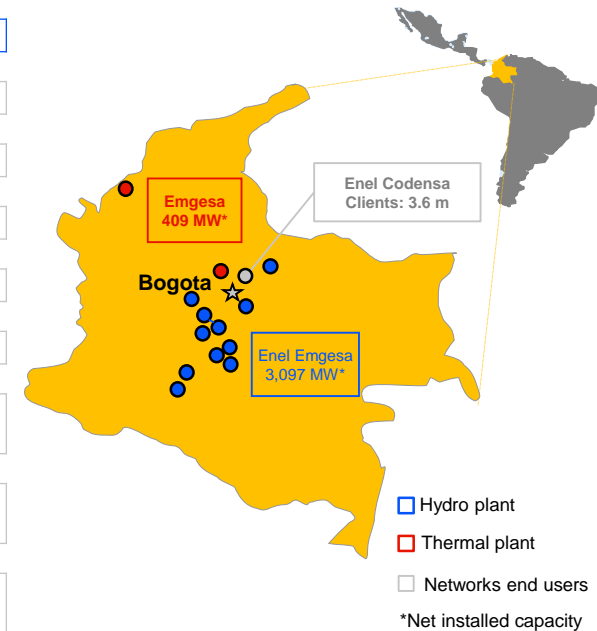 Emgesa
409 MW*
Enel Codensa
Clients: 3.6 m
Bogota
Enel Emgesa
3,097 MW*
Hydro plant
Thermal plant
Networks end users
*Net installed capacity